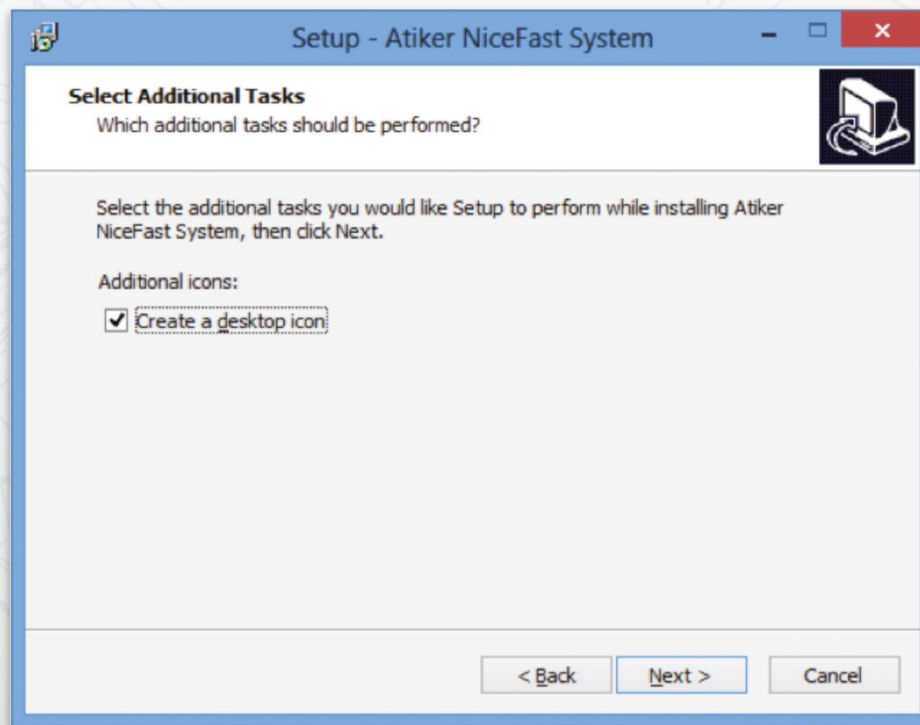 Setup - Atiker NiceFast System
Select Additional Tasks
Which additional tasks should be performed?
Select the additional tasks you would like Setup to perform while installing Atiker
NiceFast System, then click Next.
Additional icons:
Create a desktop icon
< Back
Next >
Cancel